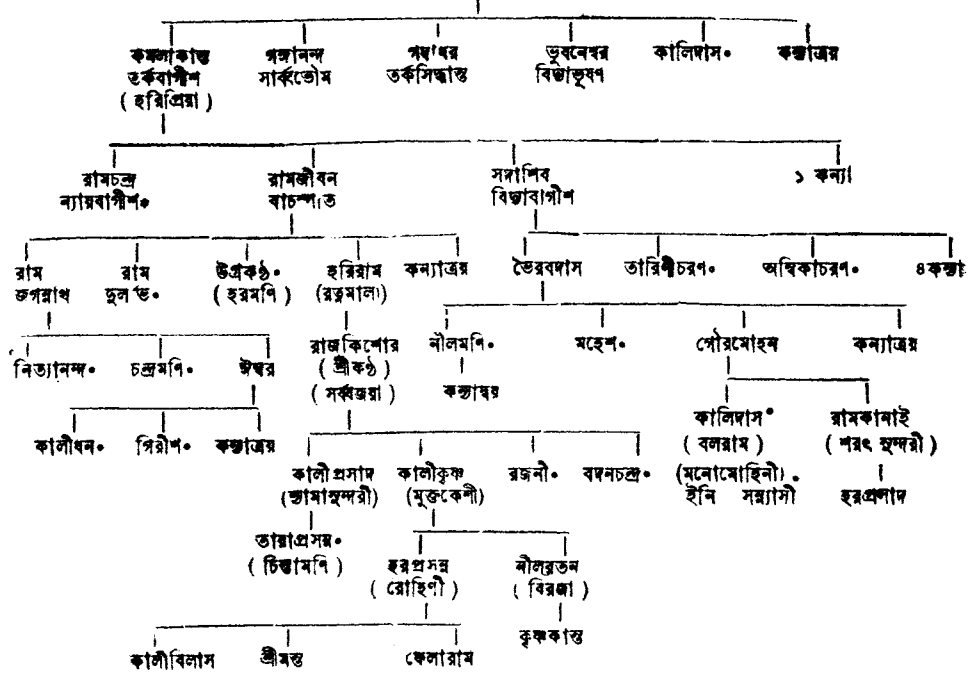 কমলাকান্ত গঙ্গানন্দ গঙ্গাধর ভুবনেশ্বর কালিদাস• কন্যাত্রয়
তর্কবাগীশ সার্ব্বভৌম তর্কসিদ্ধান্ত বিদ্যাভূষণ
( হরিপ্রিয়া )
রামচন্দ্র রামজীবন সদাশিব ১ কন্যা
ন্যায়বাগীশ• বাচস্পতি বিদ্যাবাগীশ
রাম রাম উগ্রকণ্ঠ• হরিরাম কন্যাত্রয় ভৈরবদাস তারিণীচরণ• অম্বিকাচরণ• ৪কন্যা
জগন্নাথ দুর্লভ• ( হরমণি ) (রত্নমালা)
নিত্যানন্দ• চন্দ্রমণি• ঈশ্বর রাজকিশোর নীলমণি• মহেশ• গৌরমোহন কন্যাত্রয়
( শ্রীকণ্ঠ )
( সর্ব্বজয়া ) কন্যাদ্বয়
কালীধন• গিরীশ• কন্যাত্রয় কালিদাস• রামকানাই
( বলরাম ) ( শরৎ সুন্দরী )
কালীপ্রসাদ কালীকৃষ্ণ রজনী• বদনচন্দ্র• (মনোমোহিনী) •
(শ্যামাসুন্দরী) (মুক্তকেশী) ইনি সন্ন্যাসী হরপ্রসাদ
তারাপ্রসন্ন• হরপ্রসন্ন নীলরতন
( চিন্তামণি ) ( রোহিণী ) ( বিরজা )
কৃষ্ণকান্ত
কালীবিলাস শ্রীমন্ত ফেলারাম